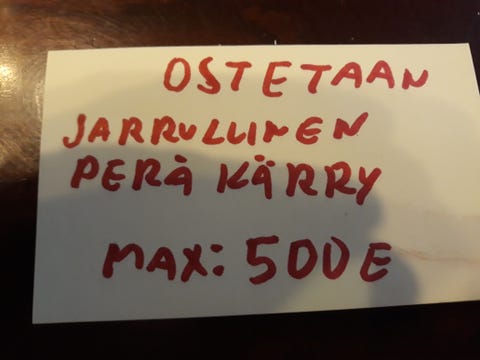 OSTETAAN
JARRULLINEN
PERÄ KÄRRY
MAX: 500E